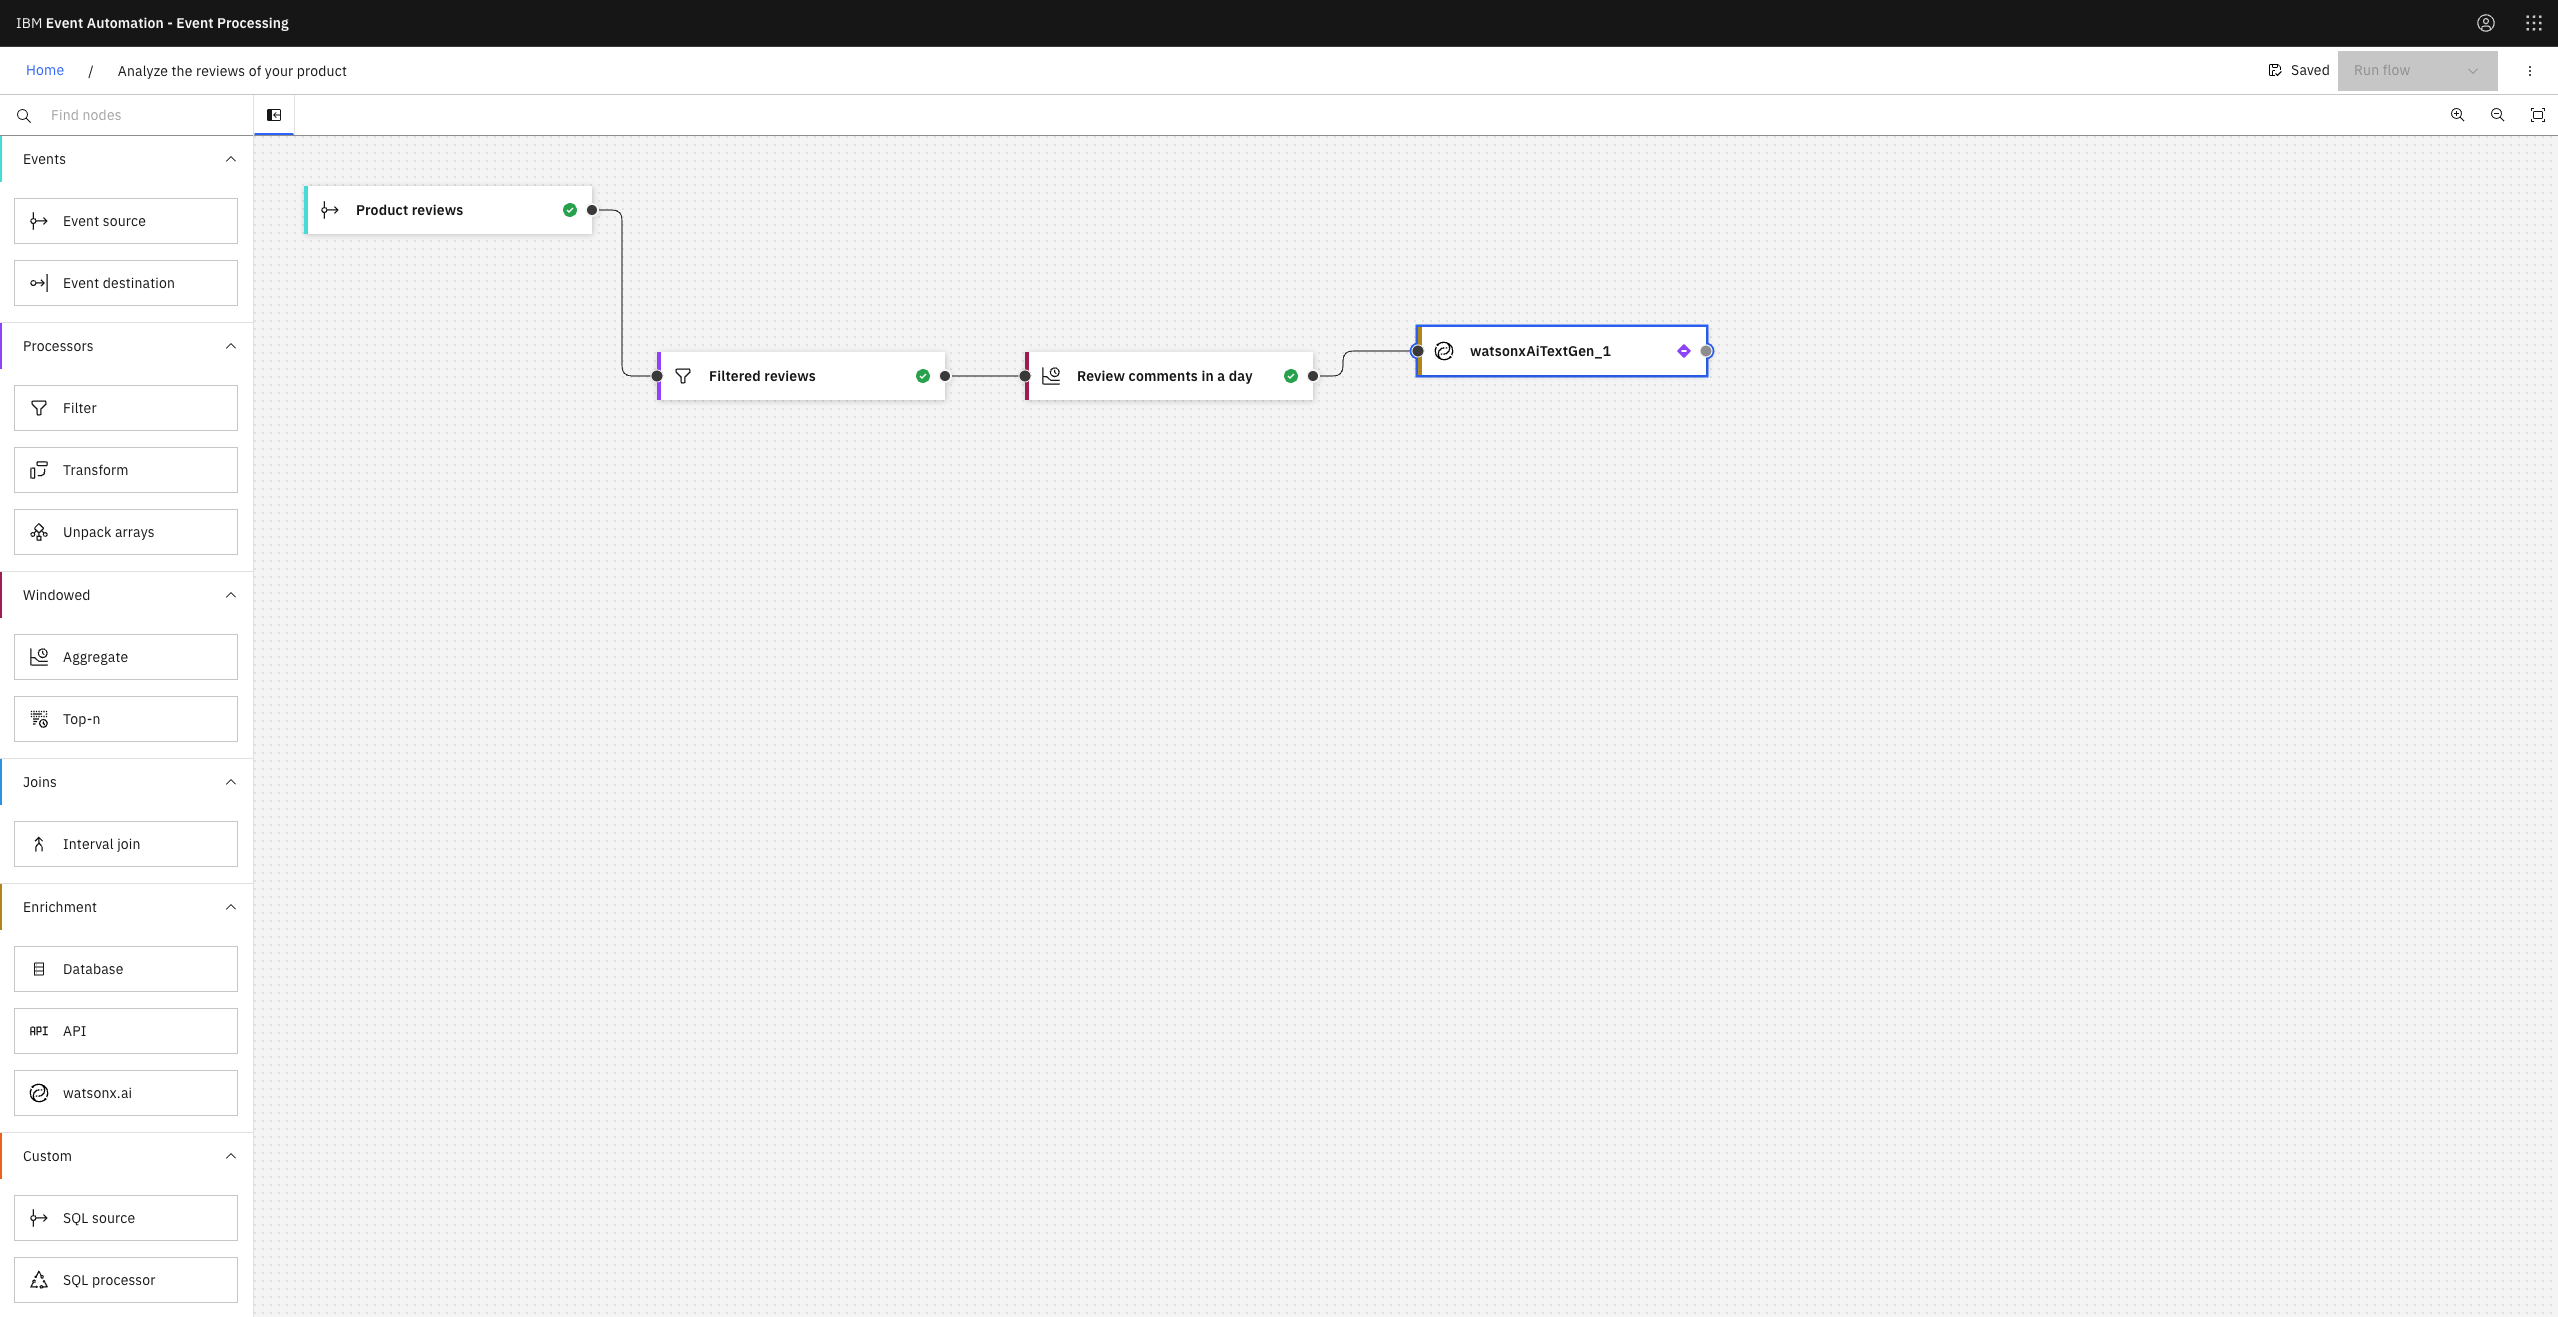 IBM Event Automation - Event Processing
Home / Analyze the reviews of your product
Saved
Run flow
Find nodes
Events
Event source
Event destination
Processors
Filter
Transform
Unpack arrays
Windowed
Aggregate
Top-n
Joins
Interval join
Enrichment
Database
API API
watsonx.ai
Custom
SQL source
SQL processor
Product reviews
Filtered reviews
Review comments in a day
watsonxAiTextGen_1